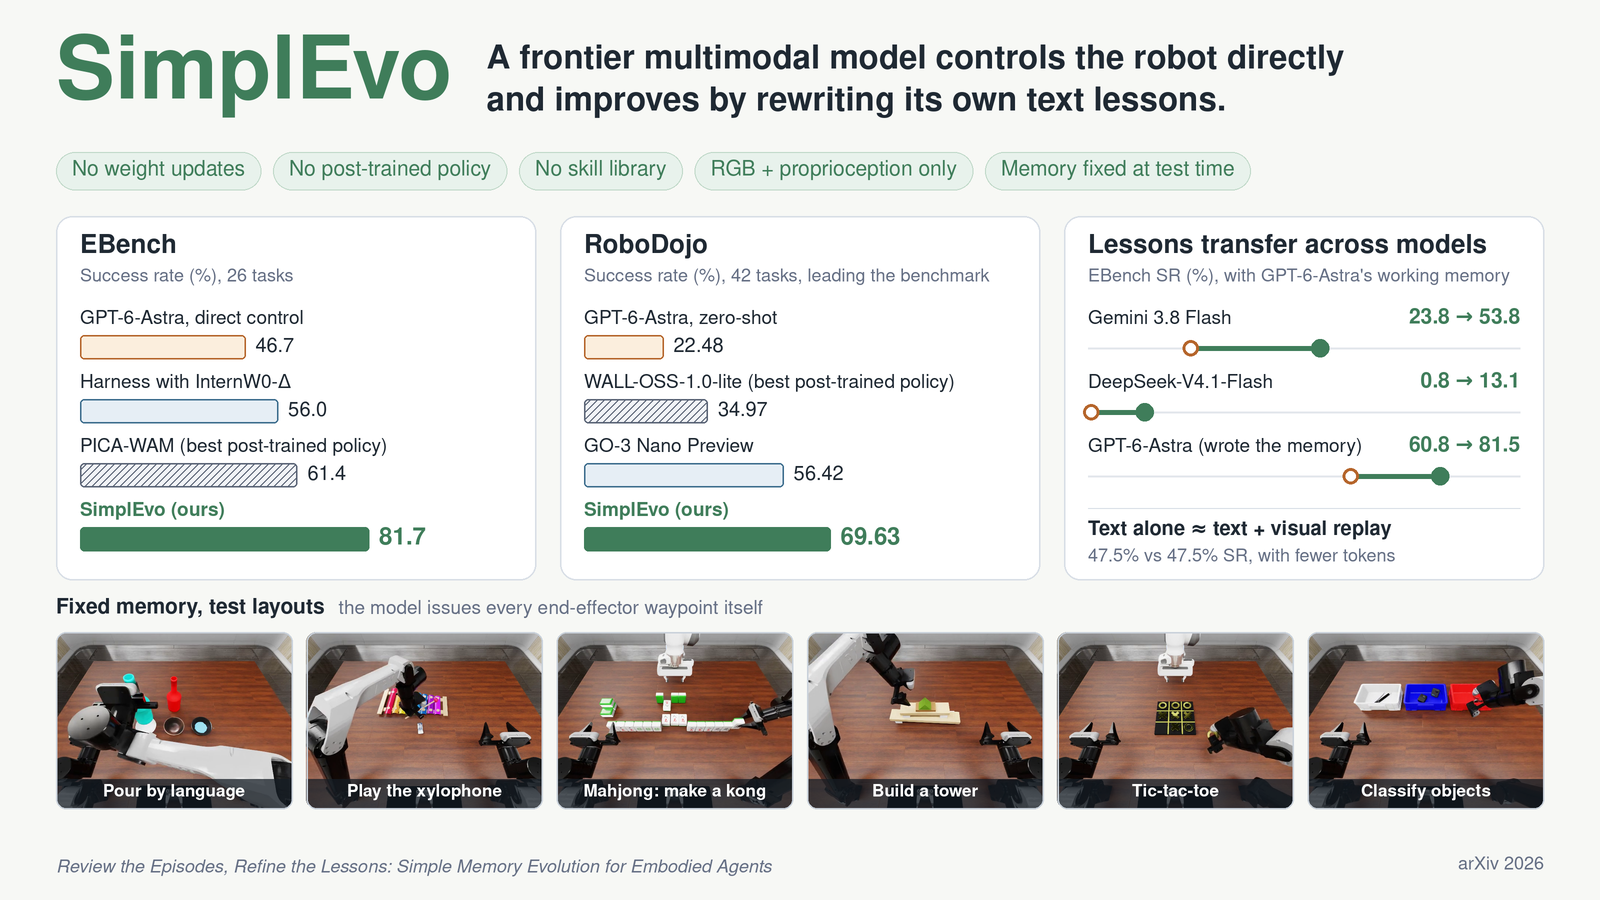 SimplEvo
A frontier multimodal model controls the robot directly
and improves by rewriting its own text lessons.
No weight updates
No post-trained policy
No skill library
RGB + proprioception only
Memory fixed at test time
EBench
Success rate (%), 26 tasks
GPT-6-Astra, direct control
46.7
Harness with InternW0-Δ
56.0
PICA-WAM (best post-trained policy)
61.4
SimplEvo (ours)
81.7
RoboDojo
Success rate (%), 42 tasks, leading the benchmark
GPT-6-Astra, zero-shot
22.48
WALL-OSS-1.0-lite (best post-trained policy)
34.97
GO-3 Nano Preview
56.42
SimplEvo (ours)
69.63
Lessons transfer across models
EBench SR (%), with GPT-6-Astra's working memory
Gemini 3.8 Flash 23.8 → 53.8
DeepSeek-V4.1-Flash 0.8 → 13.1
GPT-6-Astra (wrote the memory) 60.8 → 81.5
Text alone ≈ text + visual replay
47.5% vs 47.5% SR, with fewer tokens
Fixed memory, test layouts the model issues every end-effector waypoint itself
Pour by language
Play the xylophone
Mahjong: make a kong
Build a tower
Tic-tac-toe
Classify objects
Review the Episodes, Refine the Lessons: Simple Memory Evolution for Embodied Agents
arXiv 2026